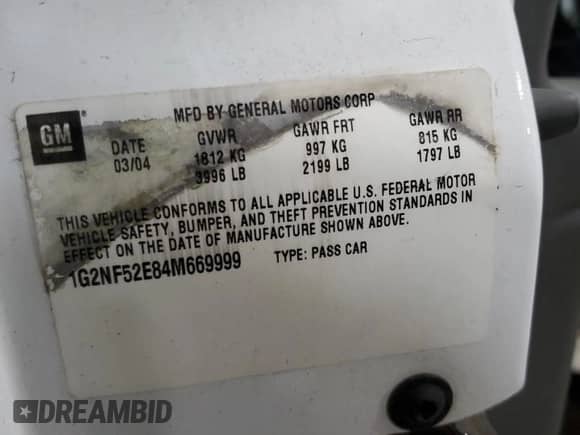 GM
MFD BY GENERAL MOTORS CORP
DATE GVWR GAWR FRT GAWR RR
03/04 1812 KG 997 KG 815 KG
3996 LB 2199 LB 1797 LB
THIS VEHICLE CONFORMS TO ALL APPLICABLE U.S. FEDERAL MOTOR
VEHICLE SAFETY, BUMPER, AND THEFT PREVENTION STANDARDS IN
EFFECT ON THE DATE OF MANUFACTURE SHOWN ABOVE.
1G2NF52E84M669999 TYPE: PASS CAR
DREAMBID